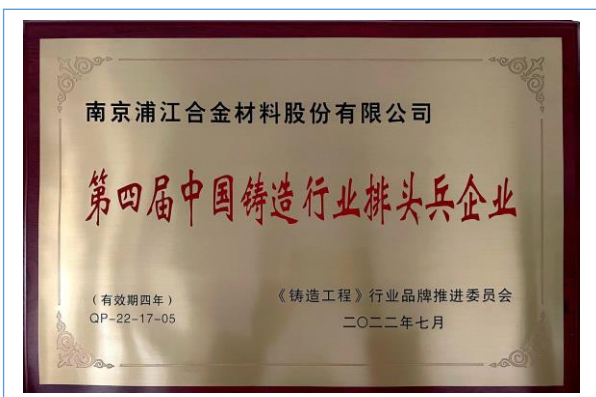 南京浦江合金材料股份有限公司
第四届中国铸造行业排头兵企业
（有效期四年）
QP-22-17-05
《铸造工程》行业品牌推进委员会
二〇二二年七月